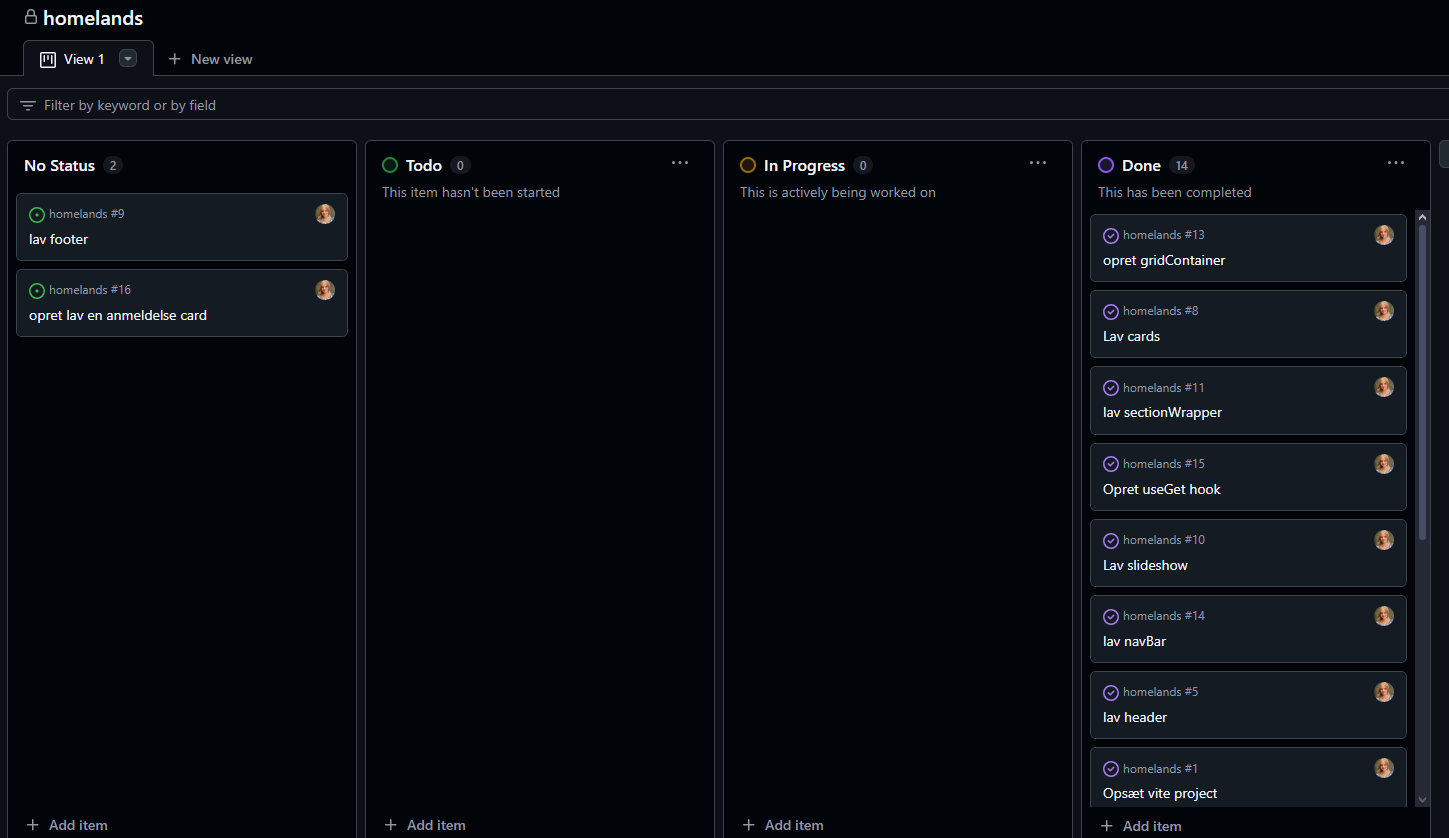 homelands
View 1
New view
Filter by keyword or by field
No Status 2
homelands #9
lav footer
homelands #16
opret lav en anmeldelse card
Add item
Todo 0
This item hasn't been started
Add item
In Progress 0
This is actively being worked on
Add item
Done 14
This has been completed
homelands #13
opret gridContainer
homelands #8
Lav cards
homelands #11
lav sectionWrapper
homelands #15
Opret useGet hook
homelands #10
Lav slideshow
homelands #14
lav navBar
homelands #5
lav header
homelands #1
Opsæt vite project
Add item